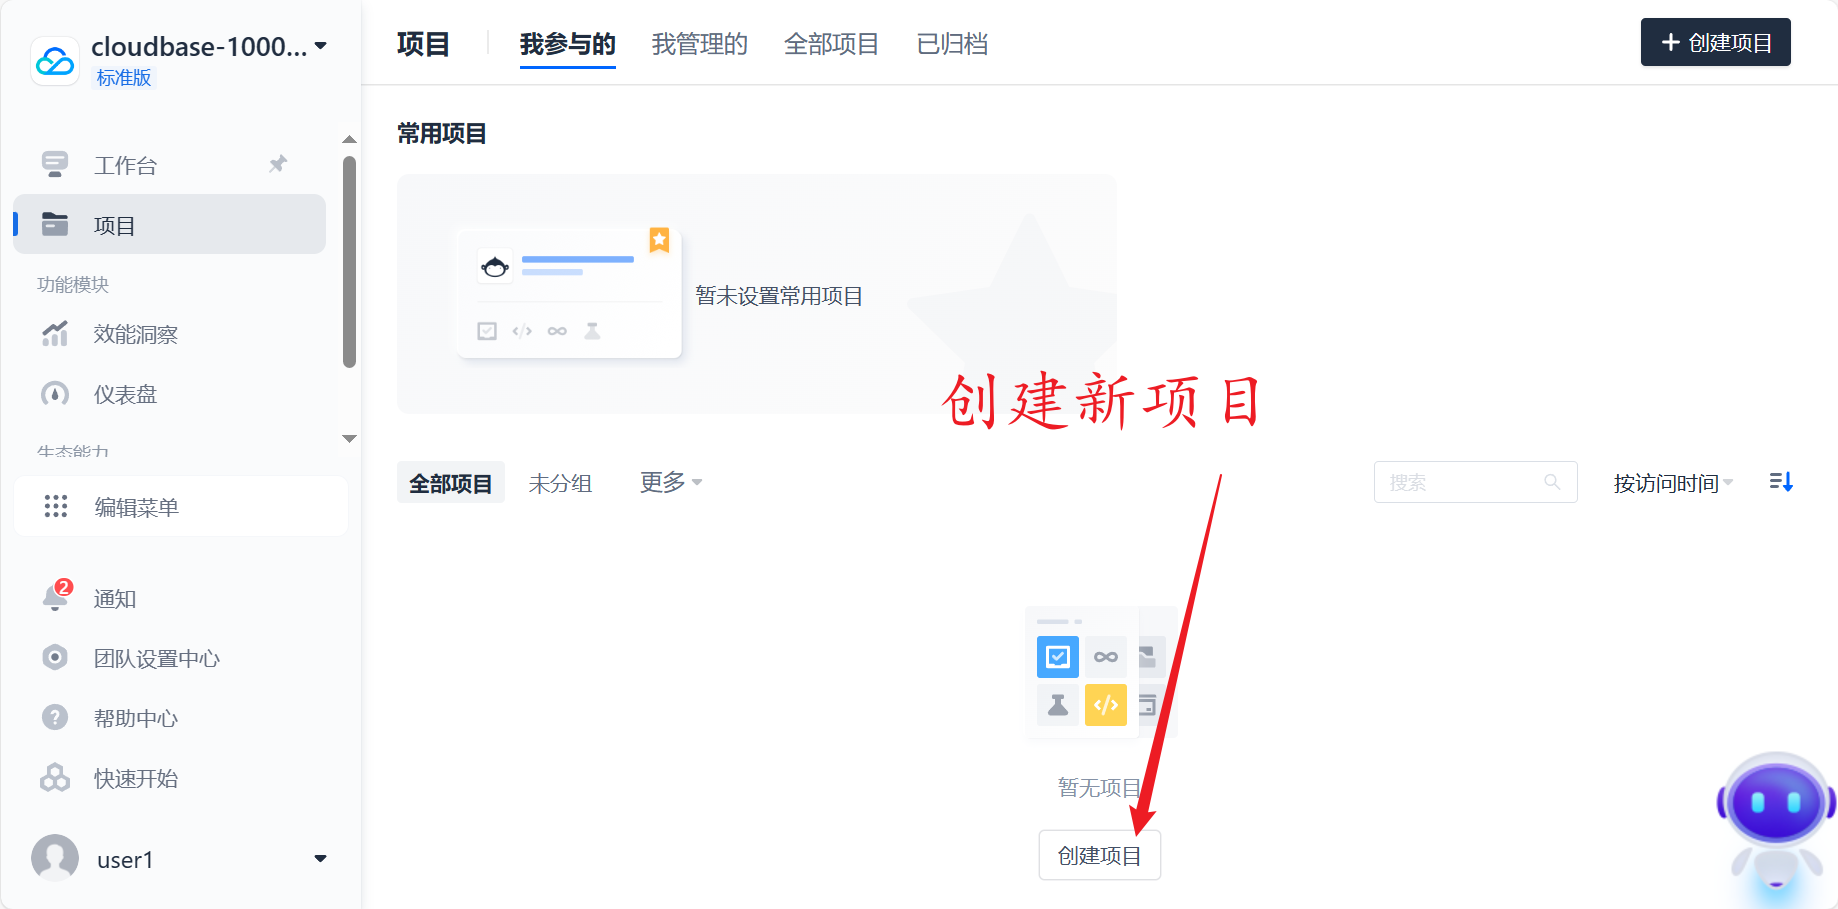 cloudbase-1000...
标准版
工作台
项目
功能模块
效能洞察
仪表盘
生态能力
编辑菜单
2
通知
团队设置中心
帮助中心
快速开始
user1
项目
我参与的
我管理的
全部项目
已归档
+ 创建项目
常用项目
暂未设置常用项目
创建新项目
全部项目
未分组
更多
搜索
按访问时间
暂无项目
创建项目